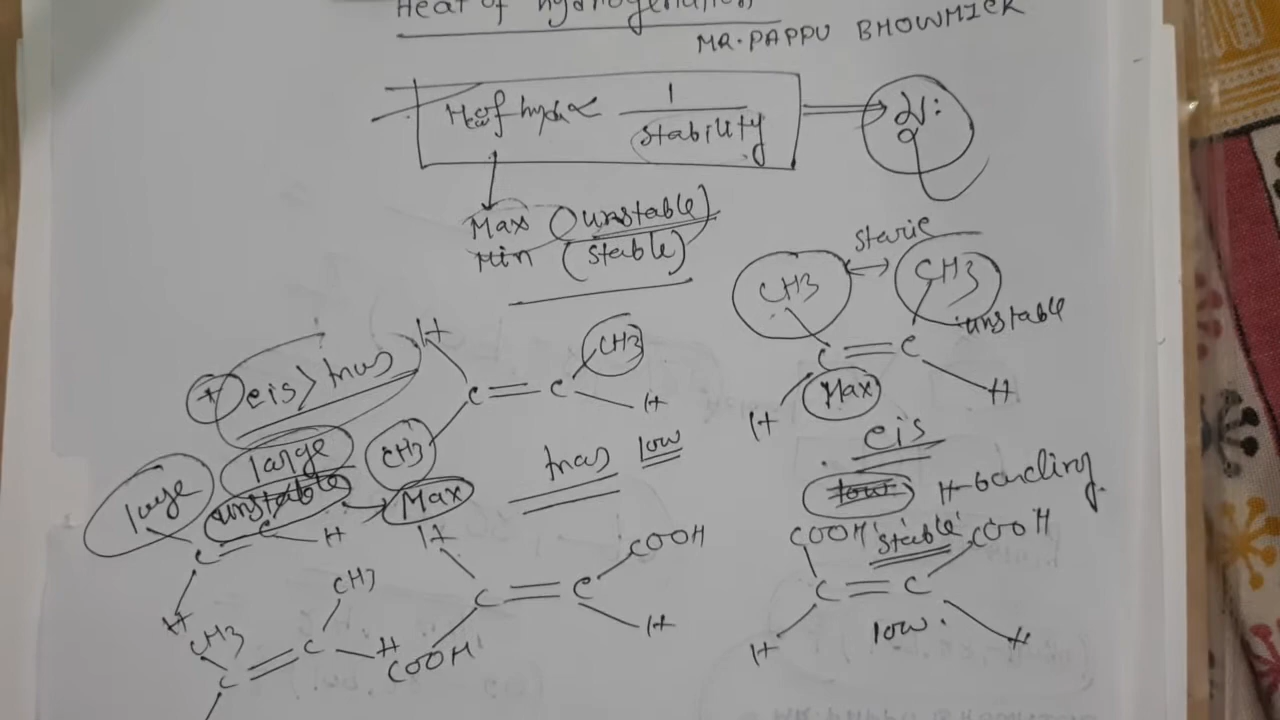 Heat of hydrogenation
MR. PAPPU BHOWMICK
Heat of hyd ∝ 1
stability
Max (unstable)
Min (stable)
steric
CH3 CH3
unstable
C = C
H Max H
cis
H CH3
C = C
CH3 H
trans low
+ cis > trans
large large
unstable → Max
C = C H
H
CH3 CH3
C = C H
H COOH
C = C
COOH H
H-bonding
COOH 'stable' COOH
C = C
low.
H H